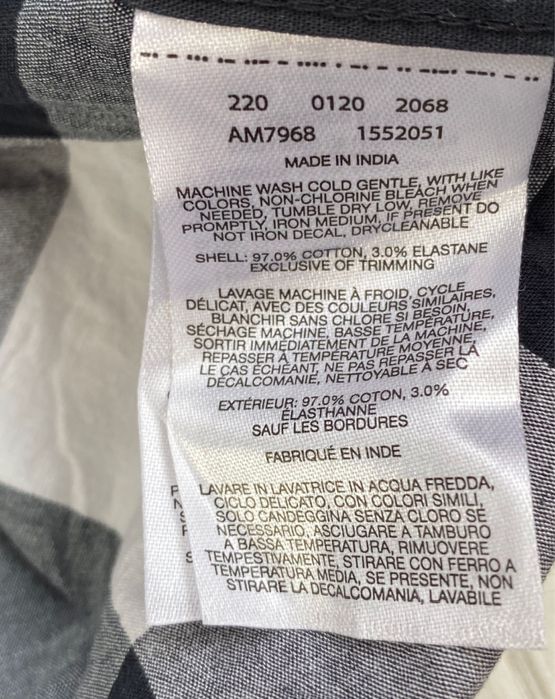 220 0120 2068
AM7968 1552051
MADE IN INDIA
MACHINE WASH COLD GENTLE, WITH LIKE
COLORS, NON-CHLORINE BLEACH WHEN
NEEDED, TUMBLE DRY LOW, REMOVE
PROMPTLY, IRON MEDIUM, IF PRESENT DO
NOT IRON DECAL, DRYCLEANABLE
SHELL: 97.0% COTTON, 3.0% ELASTANE
EXCLUSIVE OF TRIMMING
LAVAGE MACHINE À FROID, CYCLE
DÉLICAT, AVEC DES COULEURS SIMILAIRES,
BLANCHIR SANS CHLORE SI BESOIN,
SÉCHAGE MACHINE, BASSE TEMPÉRATURE,
SORTIR IMMÉDIATEMENT DE LA MACHINE,
REPASSER À TEMPÉRATURE MOYENNE,
LE CAS ÉCHÉANT, NE PAS REPASSER LA
DÉCALCOMANIE, NETTOYABLE À SEC
EXTÉRIEUR: 97.0% COTON, 3.0%
ÉLASTHANNE
SAUF LES BORDURES
FABRIQUÉ EN INDE
LAVARE IN LAVATRICE IN ACQUA FREDDA,
CICLO DELICATO, CON COLORI SIMILI,
SOLO CANDEGGINA SENZA CLORO SE
NECESSARIO, ASCIUGARE A TAMBURO
A BASSA TEMPERATURA, RIMUOVERE
TEMPESTIVAMENTE, STIRARE CON FERRO A
TEMPERATURA MEDIA, SE PRESENTE, NON
STIRARE LA DECALCOMANIA, LAVABILE